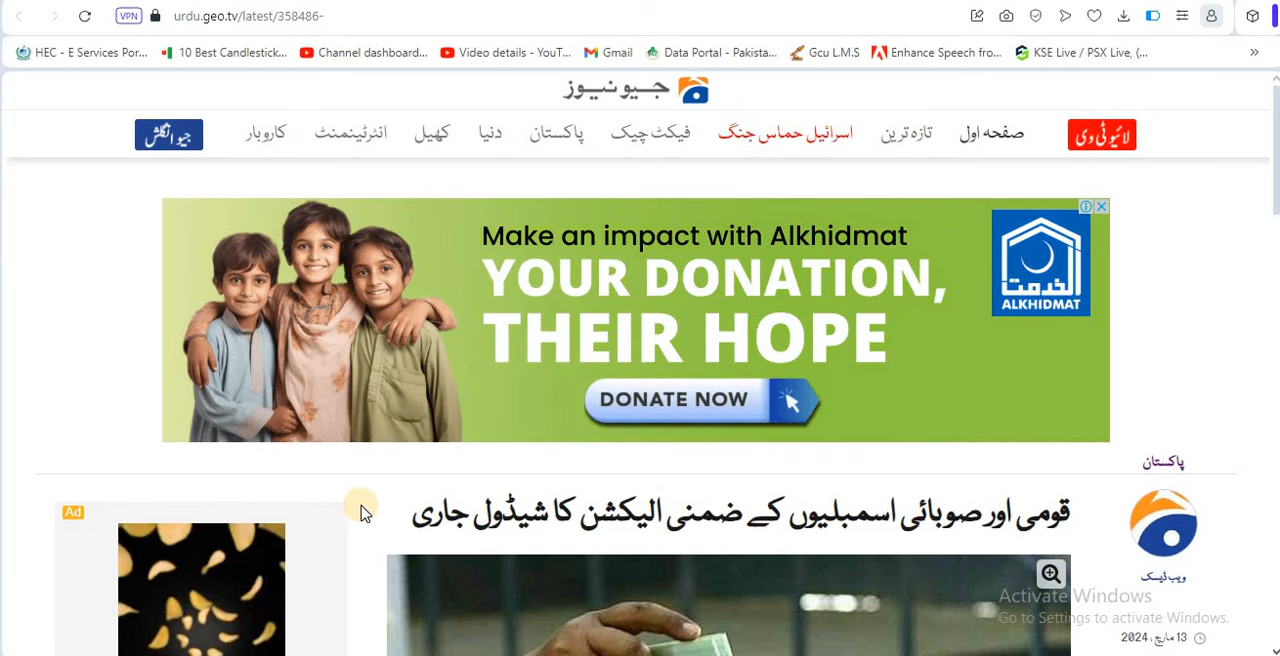 VPN urdu.geo.tv/latest/358486-
HEC - E Services Por... 10 Best Candlestick... Channel dashboard... Video details - YouT... Gmail Data Portal - Pakista... Gcu L.M.S Enhance Speech fro... KSE Live / PSX Live, (... »
جیو نیوز
لائیو ٹی وی صفحہ اول تازہ ترین اسرائیل حماس جنگ فیکٹ چیک پاکستان دنیا کھیل انٹرٹینمنٹ کاروبار جیو انگلش
Make an impact with Alkhidmat
YOUR DONATION,
THEIR HOPE
DONATE NOW
الخدمت
ALKHIDMAT
پاکستان
قومی اور صوبائی اسمبلیوں کے ضمنی الیکشن کا شیڈول جاری
Ad
ویب ڈیسک
Activate Windows
Go to Settings to activate Windows.
13 مارچ، 2024